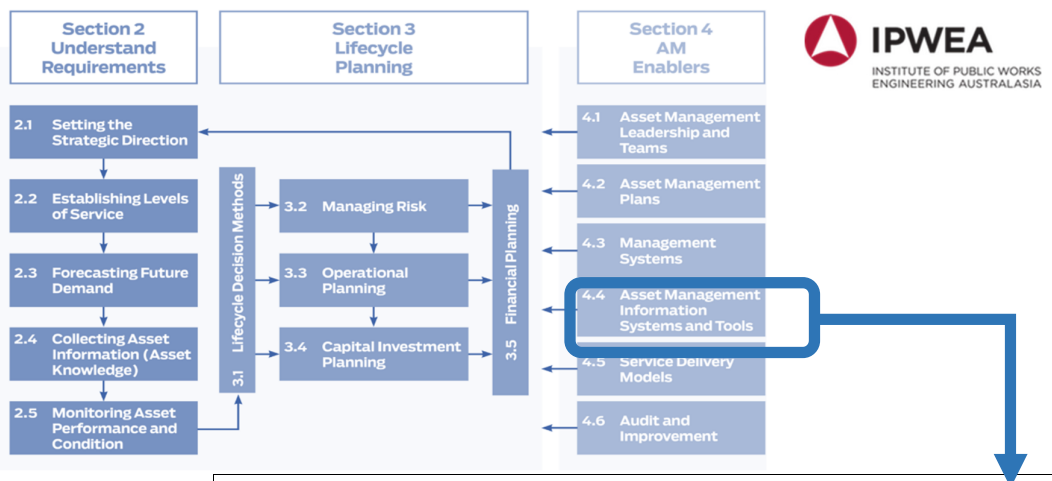 Section 2
Understand
Requirements
Section 3
Lifecycle
Planning
Section 4
AM
Enablers
IPWEA
INSTITUTE OF PUBLIC WORKS
ENGINEERING AUSTRALASIA
2.1 Setting the
Strategic Direction
2.2 Establishing Levels
of Service
2.3 Forecasting Future
Demand
2.4 Collecting Asset
Information (Asset
Knowledge)
2.5 Monitoring Asset
Performance and
Condition
3.1 Lifecycle Decision Methods
3.2 Managing Risk
3.3 Operational
Planning
3.4 Capital Investment
Planning
3.5 Financial Planning
4.1 Asset Management
Leadership and
Teams
4.2 Asset Management
Plans
4.3 Management
Systems
4.4 Asset Management
Information
Systems and Tools
4.5 Service Delivery
Models
4.6 Audit and
Improvement